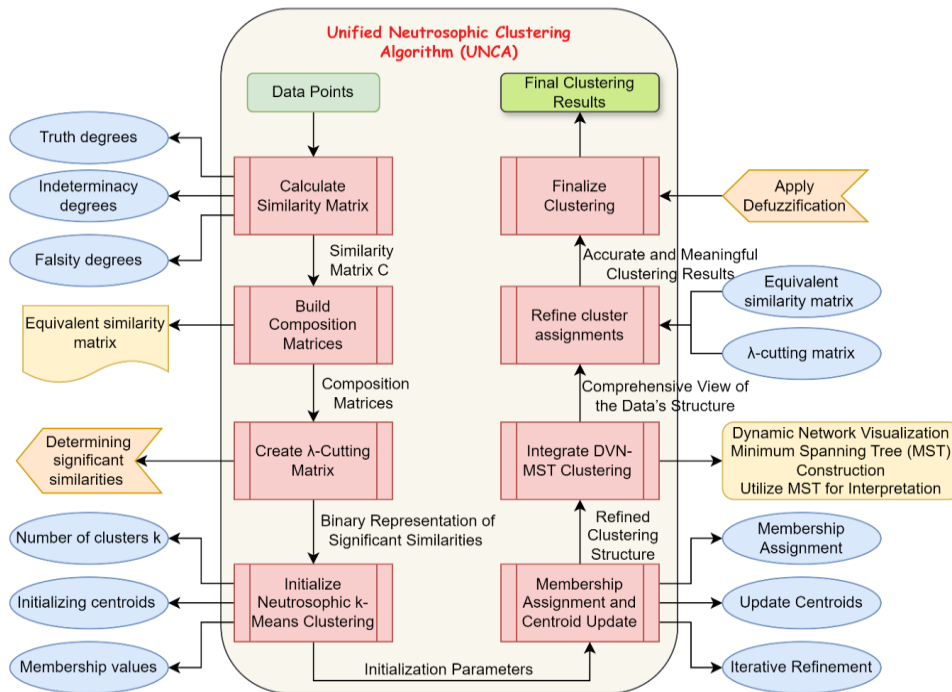 Unified Neutrosophic Clustering
Algorithm (UNCA)
Data Points
Final Clustering
Results
Truth degrees
Indeterminacy
degrees
Falsity degrees
Calculate
Similarity Matrix
Finalize
Clustering
Apply
Defuzzification
Similarity
Matrix C
Accurate and Meaningful
Clustering Results
Equivalent similarity
matrix
Build
Composition
Matrices
Refine cluster
assignments
Equivalent
similarity matrix
λ-cutting matrix
Composition
Matrices
Comprehensive View of
the Data's Structure
Determining
significant
similarities
Create λ-Cutting
Matrix
Integrate DVN-
MST Clustering
Dynamic Network Visualization
Minimum Spanning Tree (MST)
Construction
Utilize MST for Interpretation
Binary Representation of
Significant Similarities
Refined
Clustering
Structure
Number of clusters k
Initializing centroids
Membership values
Initialize
Neutrosophic k-
Means Clustering
Membership
Assignment and
Centroid Update
Membership
Assignment
Update Centroids
Iterative Refinement
Initialization Parameters